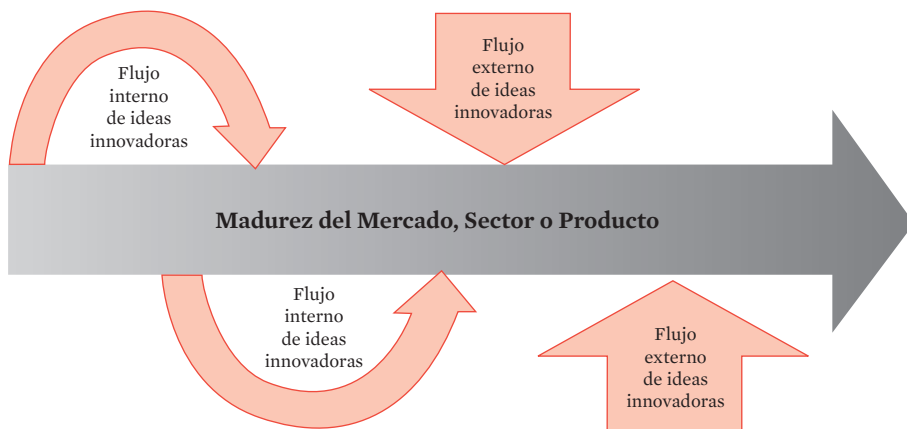 Flujo
interno
de ideas
innovadoras
Flujo
externo
de ideas
innovadoras
Madurez del Mercado, Sector o Producto
Flujo
interno
de ideas
innovadoras
Flujo
externo
de ideas
innovadoras